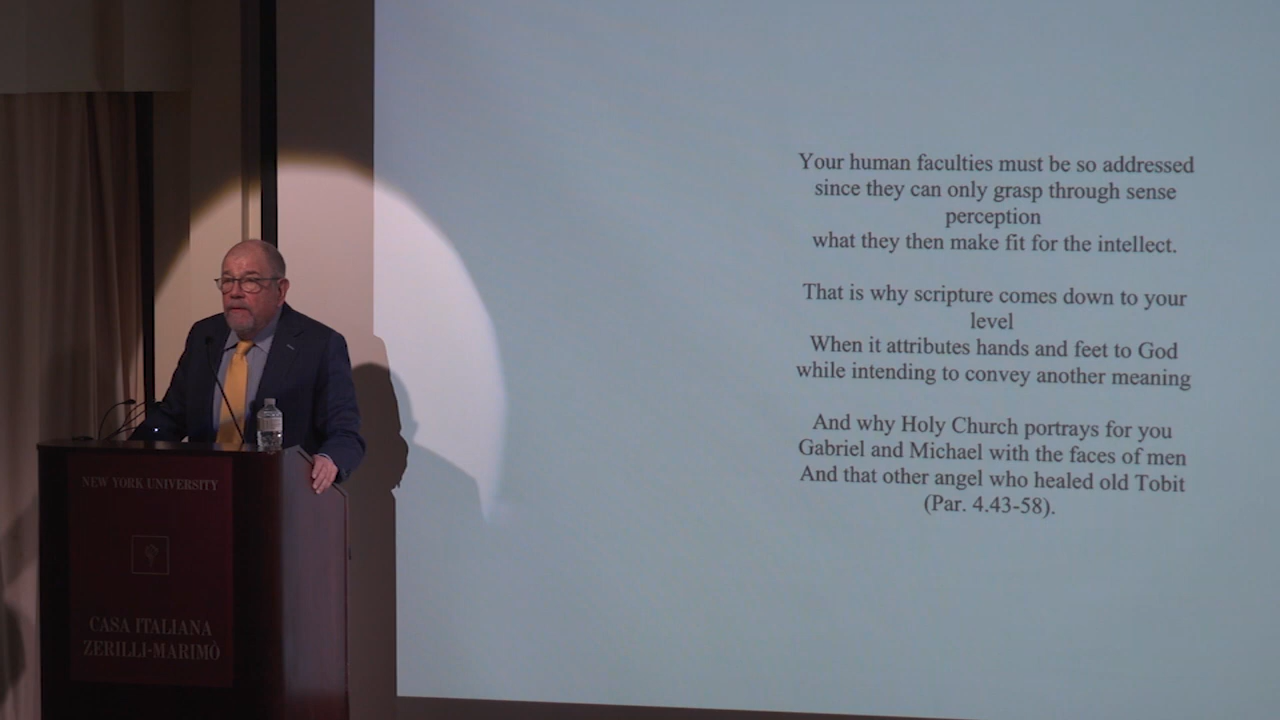 Your human faculties must be so addressed
since they can only grasp through sense
perception
what they then make fit for the intellect.
That is why scripture comes down to your
level
When it attributes hands and feet to God
while intending to convey another meaning
And why Holy Church portrays for you
Gabriel and Michael with the faces of men
And that other angel who healed old Tobit
(Par. 4.43-58).
NEW YORK UNIVERSITY
CASA ITALIANA
ZERILLI-MARIMÒ